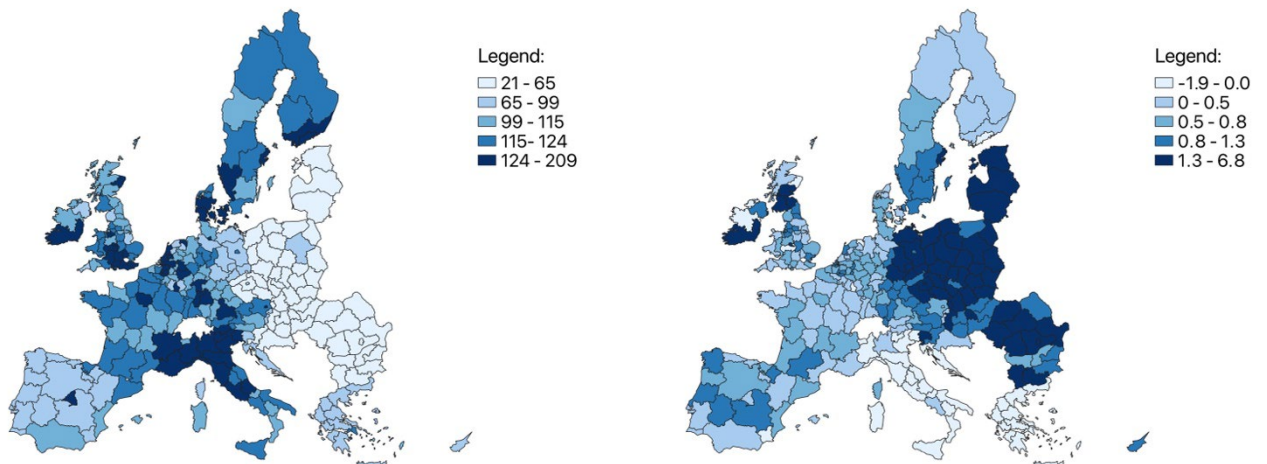 Legend:
21 - 65
65 - 99
99 - 115
115- 124
124 - 209
Legend:
-1.9 - 0.0
0 - 0.5
0.5 - 0.8
0.8 - 1.3
1.3 - 6.8